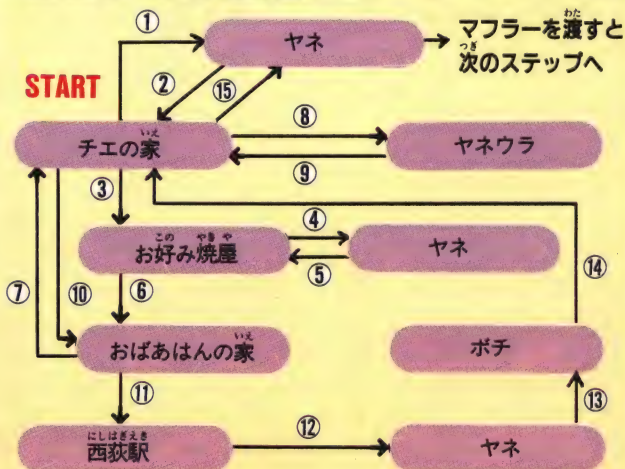 ①
ヤネ
マフラーを渡すと
次のステップへ
START
②
⑮
チエの家
⑧
ヤネウラ
⑨
③
お好み焼屋
④
ヤネ
⑤
⑦
⑩
⑥
⑭
おばあはんの家
ボチ
⑪
⑬
西荻駅
⑫
ヤネ